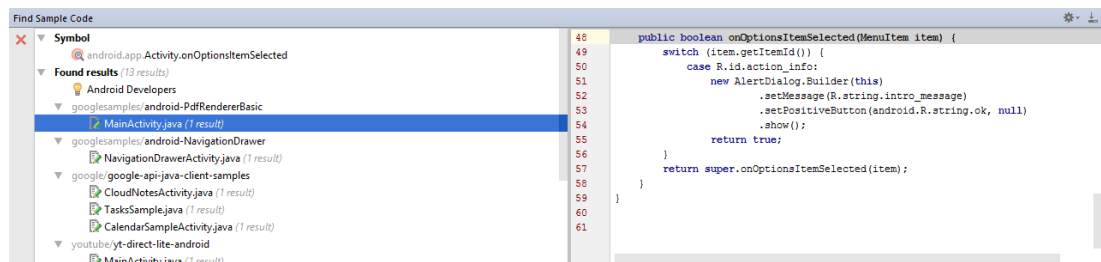 Find Sample Code
Symbol
android.app.Activity.onOptionsItemSelected
Found results (13 results)
Android Developers
googlesamples/android-PdfRendererBasic
MainActivity.java (1 result)
googlesamples/android-NavigationDrawer
NavigationDrawerActivity.java (1 result)
google/google-api-java-client-samples
CloudNotesActivity.java (1 result)
TasksSample.java (1 result)
CalendarSampleActivity.java (1 result)
youtube/yt-direct-lite-android
MainActivity.java (1 result)
48 public boolean onOptionsItemSelected(MenuItem item) {
49 switch (item.getItemId()) {
50 case R.id.action_info:
51 new AlertDialog.Builder(this)
52 .setMessage(R.string.intro_message)
53 .setPositiveButton(android.R.string.ok, null)
54 .show();
55 return true;
56 }
57 return super.onOptionsItemSelected(item);
58 }
59 }
60
61